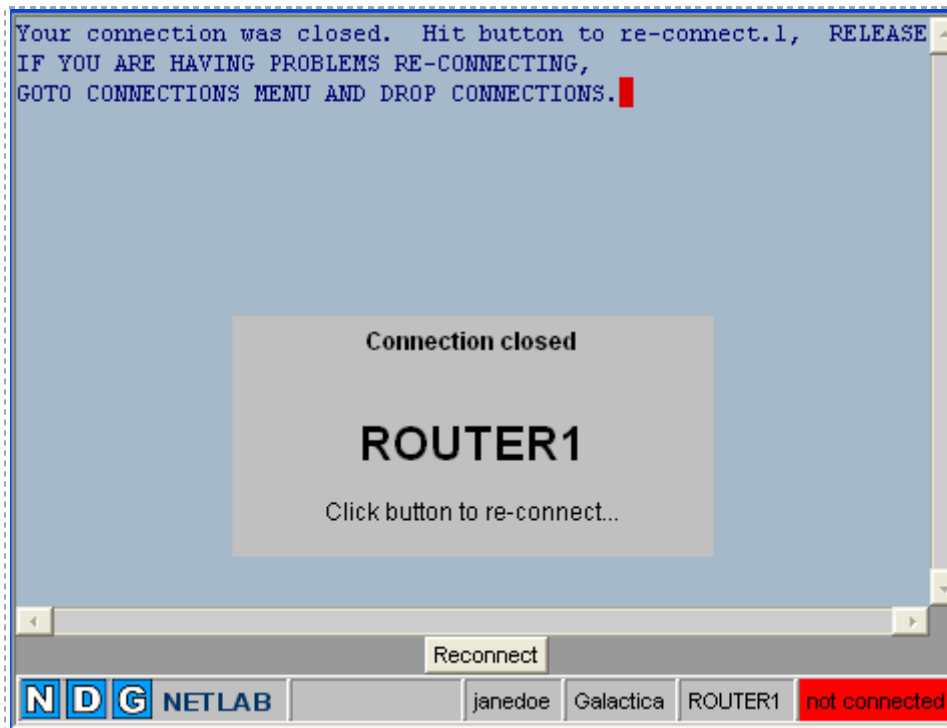 Your connection was closed.  Hit button to re-connect.l,  RELEASE
IF YOU ARE HAVING PROBLEMS RE-CONNECTING,
GOTO CONNECTIONS MENU AND DROP CONNECTIONS.
Connection closed
ROUTER1
Click button to re-connect...
Reconnect
NDG NETLAB janedoe Galactica ROUTER1 not connected